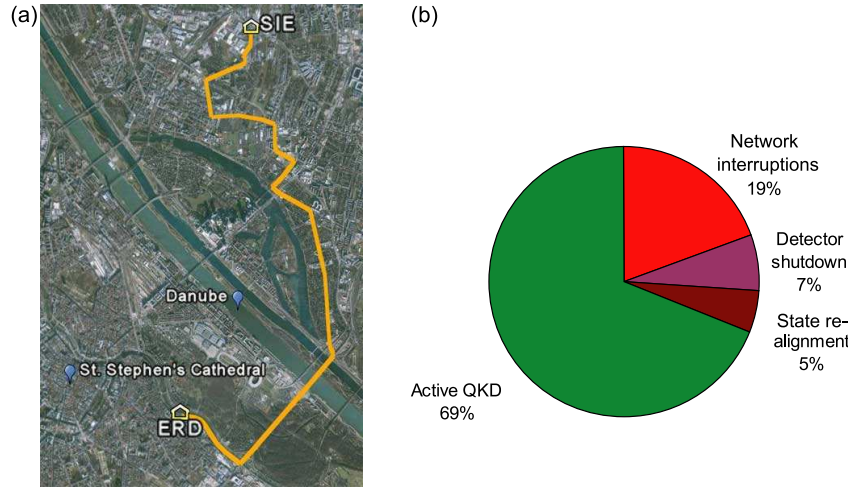 (a)
SIE
Danube
St. Stephen's Cathedral
ERD
(b)
Network
interruptions
19%
Detector
shutdown
7%
State re-
alignment
5%
Active QKD
69%